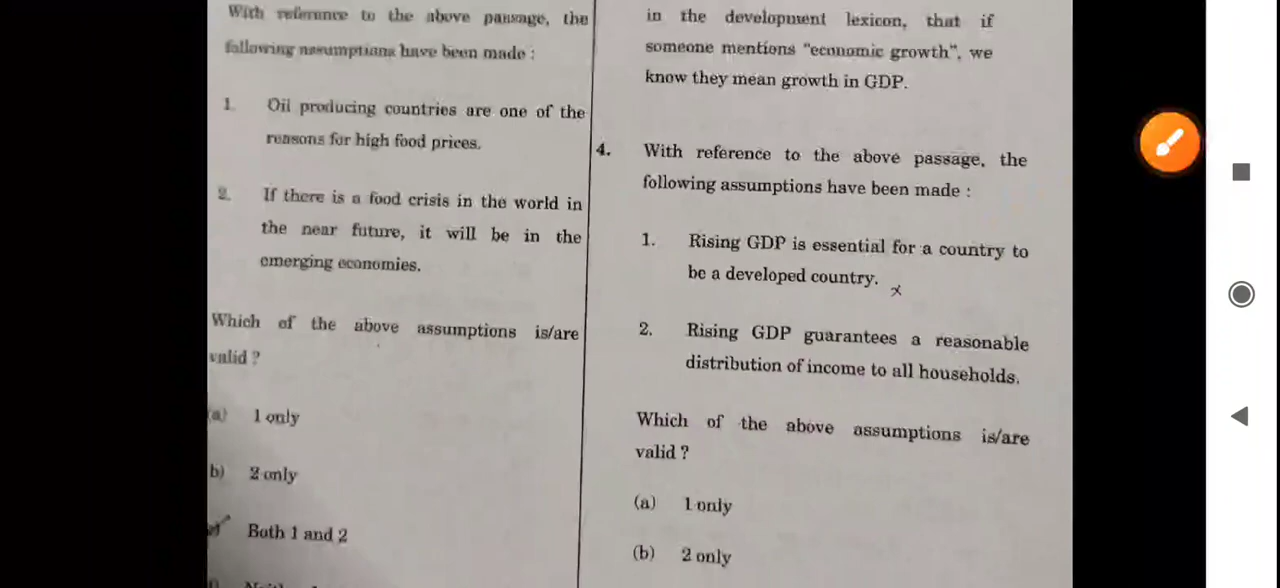 With reference to the above passage, the
following assumptions have been made :
1. Oil producing countries are one of the
reasons for high food prices.
2. If there is a food crisis in the world in
the near future, it will be in the
emerging economies.
Which of the above assumptions is/are
valid ?
(a) 1 only
b) 2 only
Both 1 and 2
in the development lexicon, that if
someone mentions "economic growth", we
know they mean growth in GDP.
4. With reference to the above passage, the
following assumptions have been made :
1. Rising GDP is essential for a country to
be a developed country.
2. Rising GDP guarantees a reasonable
distribution of income to all households.
Which of the above assumptions is/are
valid ?
(a) 1 only
(b) 2 only